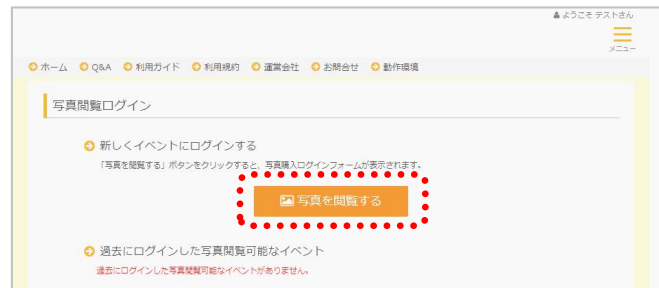 ようこそ テストさん
メニュー
ホーム Q&A 利用ガイド 利用規約 運営会社 お問合せ 動作環境
写真閲覧ログイン
新しくイベントにログインする
「写真を閲覧する」ボタンをクリックすると、写真購入ログインフォームが表示されます。
写真を閲覧する
過去にログインした写真閲覧可能なイベント
過去にログインした写真閲覧可能なイベントがありません。